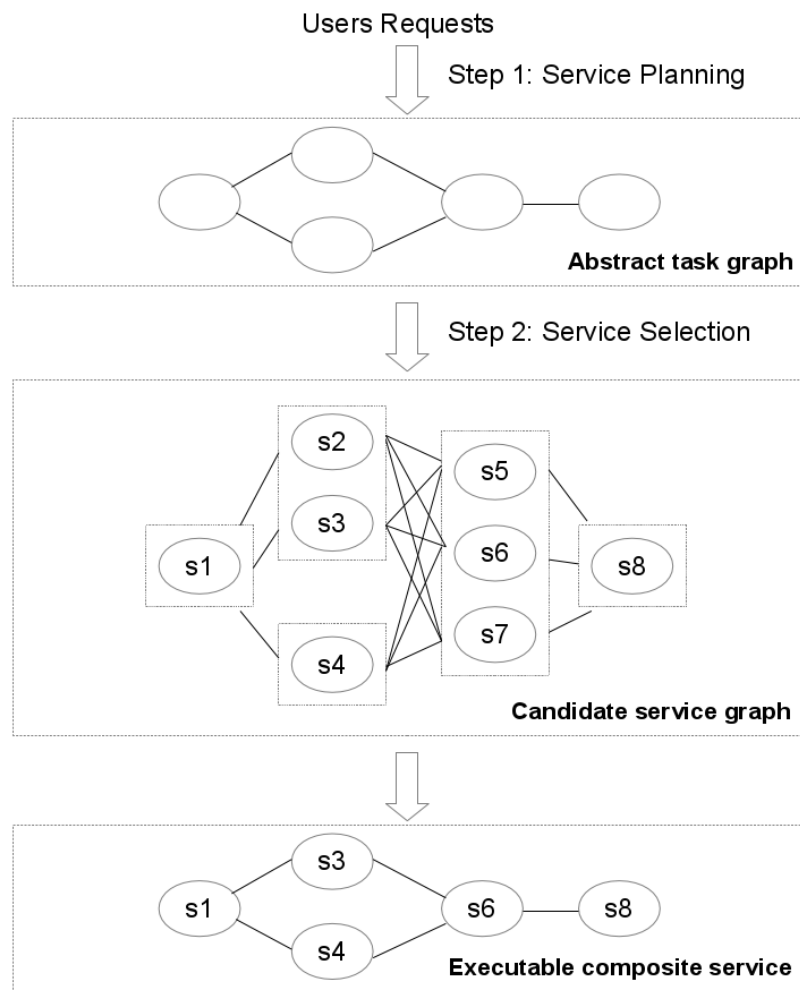 Users Requests
Step 1: Service Planning
Abstract task graph
Step 2: Service Selection
s2
s5
s3
s1
s6
s8
s7
s4
Candidate service graph
s3
s1
s6
s8
s4
Executable composite service